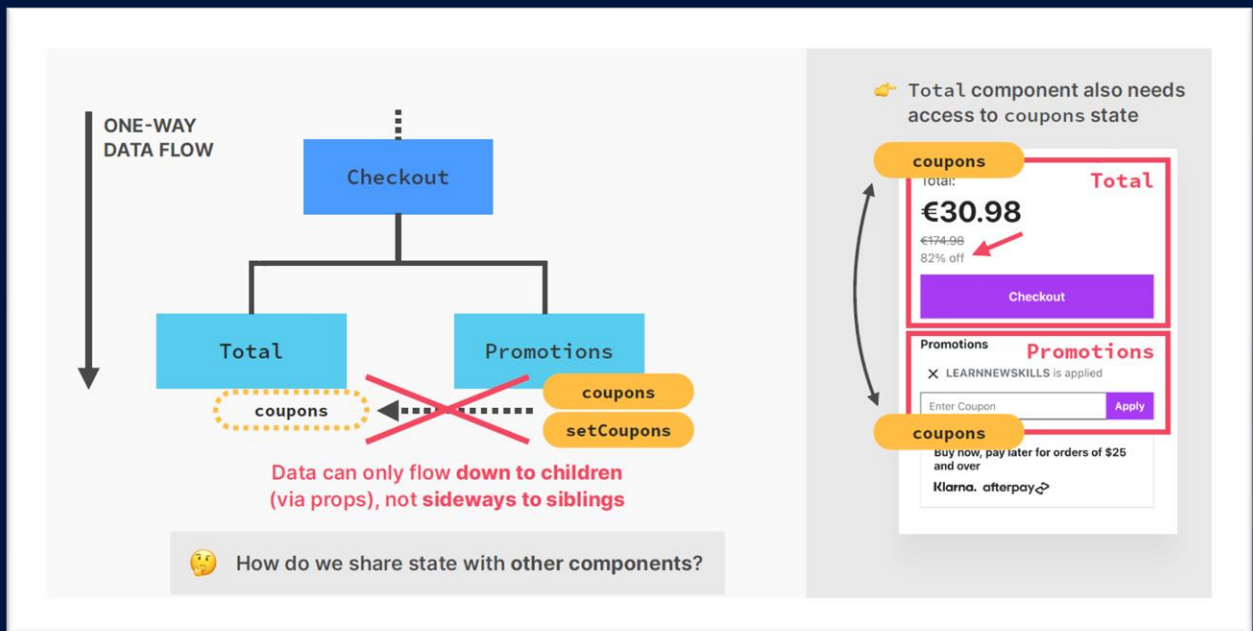 ONE-WAY
DATA FLOW
Checkout
Total
Promotions
coupons
coupons
setCoupons
Data can only flow down to children
(via props), not sideways to siblings
🤔 How do we share state with other components?
👉 Total component also needs
access to coupons state
coupons
Total:
Total
€30.98
€174.98
82% off
Checkout
Promotions
Promotions
✕ LEARNNEWSKILLS is applied
Enter Coupon
Apply
coupons
Buy now, pay later for orders of $25
and over
Klarna. afterpay